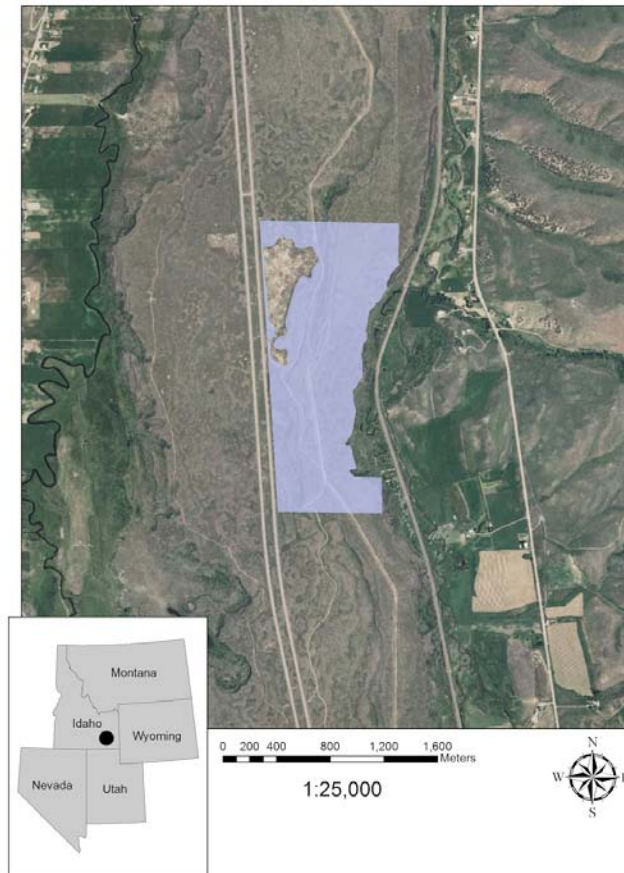 Montana
Idaho
Wyoming
Nevada
Utah
0 200 400 800 1,200 1,600
Meters
1:25,000
N
W E
S